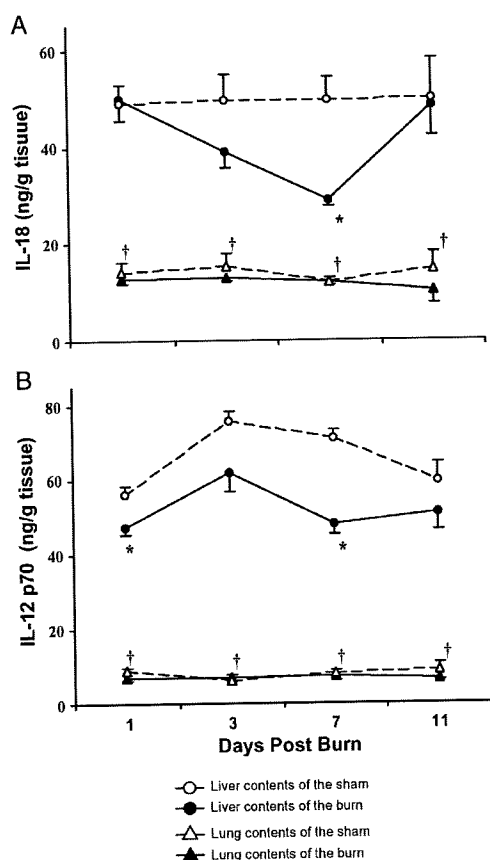 A
IL-18 (ng/g tisuue)
60
40
20
0
*
†
†
†
†
B
IL-12 p70 (ng/g tissue)
80
60
40
20
0
*
*
†
†
†
†
1 3 7 11
Days Post Burn
Liver contents of the sham
Liver contents of the burn
Lung contents of the sham
Lung contents of the burn